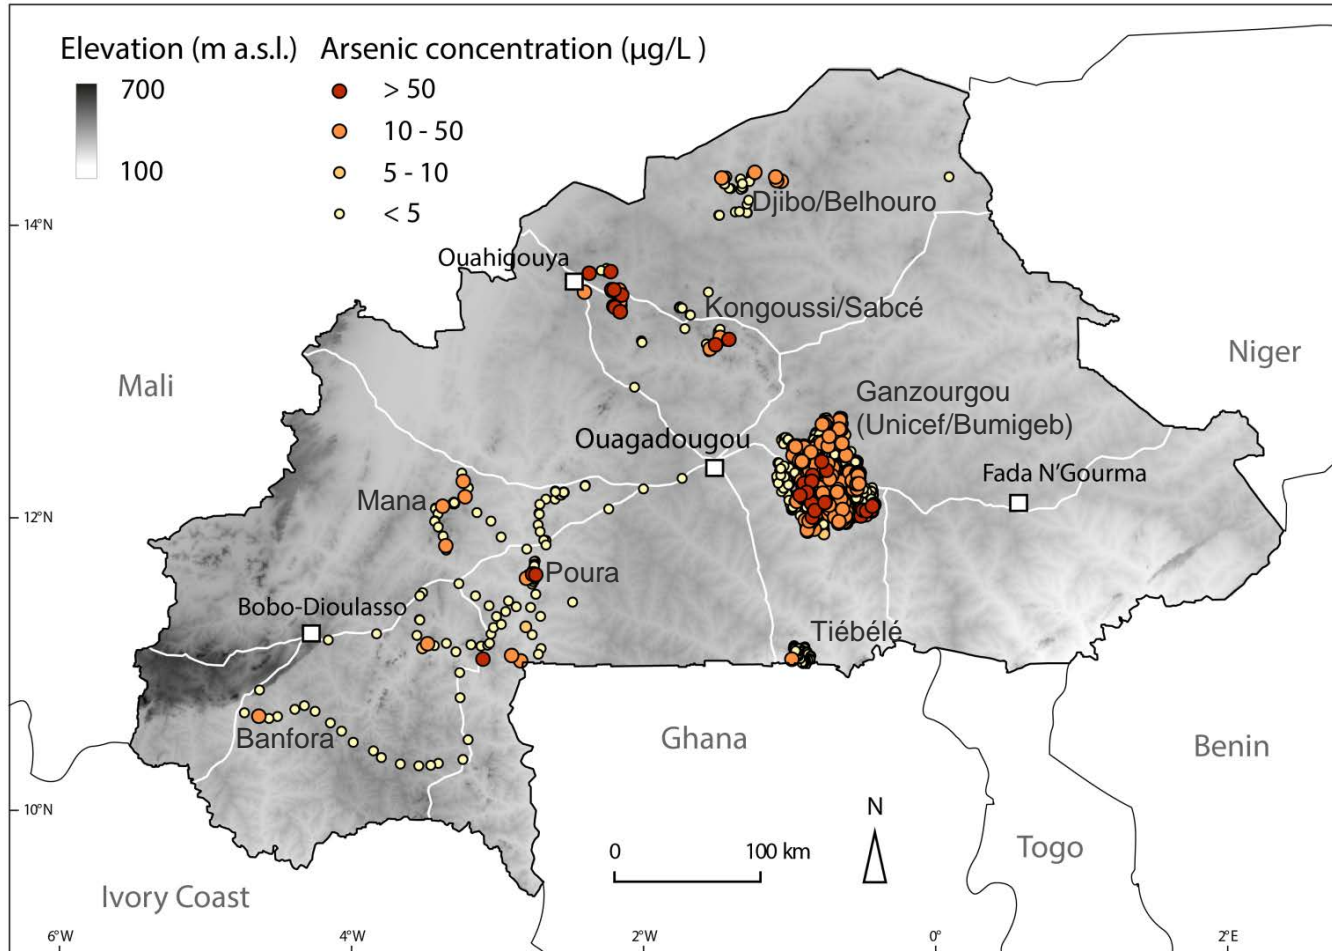 Elevation (m a.s.l.)
700
100
Arsenic concentration (µg/L )
> 50
10 - 50
5 - 10
< 5
14°N
12°N
10°N
Djibo/Belhouro
Ouahigouya
Kongoussi/Sabcé
Niger
Mali
Ganzourgou
(Unicef/Bumigeb)
Ouagadougou
Fada N'Gourma
Mana
Poura
Bobo-Dioulasso
Tiébélé
Banfora
Ghana
Benin
N
0
100 km
Togo
Ivory Coast
6°W
4°W
2°W
0°
2°E